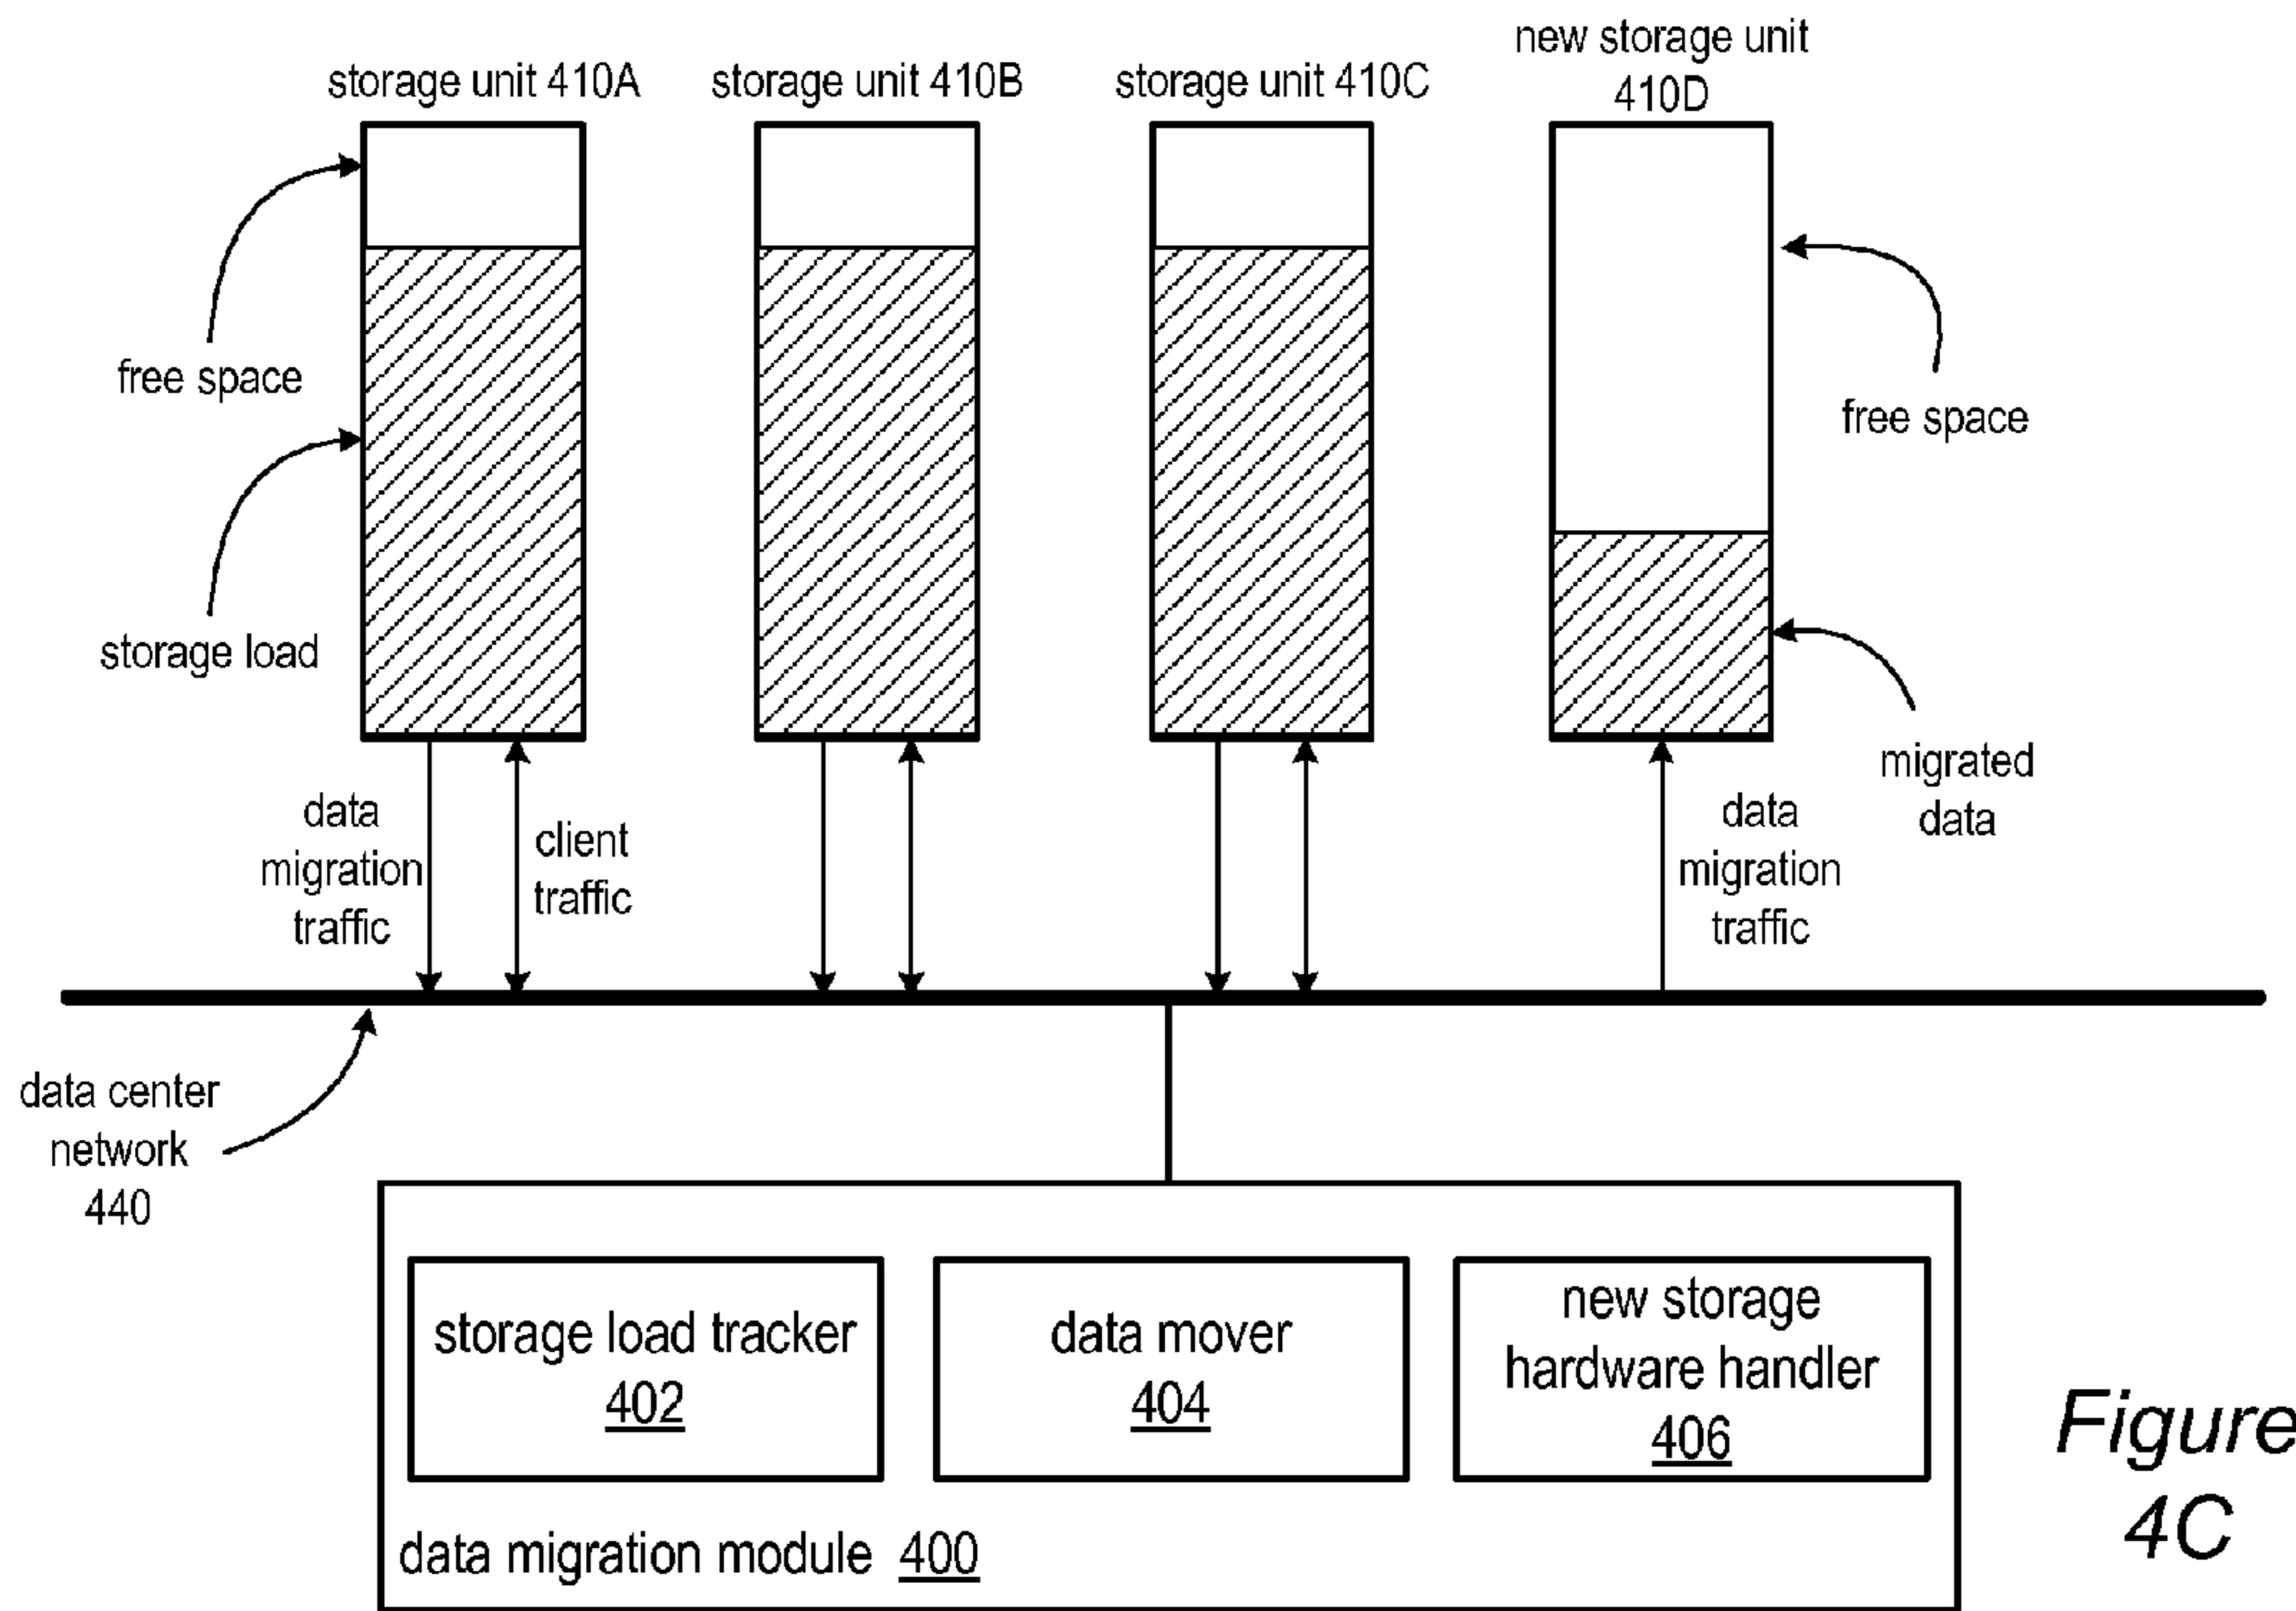 storage unit 410A
storage unit 410B
storage unit 410C
new storage unit
410D
free space
storage load
free space
migrated
data
data
migration
traffic
client
traffic
data
migration
traffic
data center
network
440
storage load tracker
402
data mover
404
new storage
hardware handler
406
data migration module 400
Figure
4C